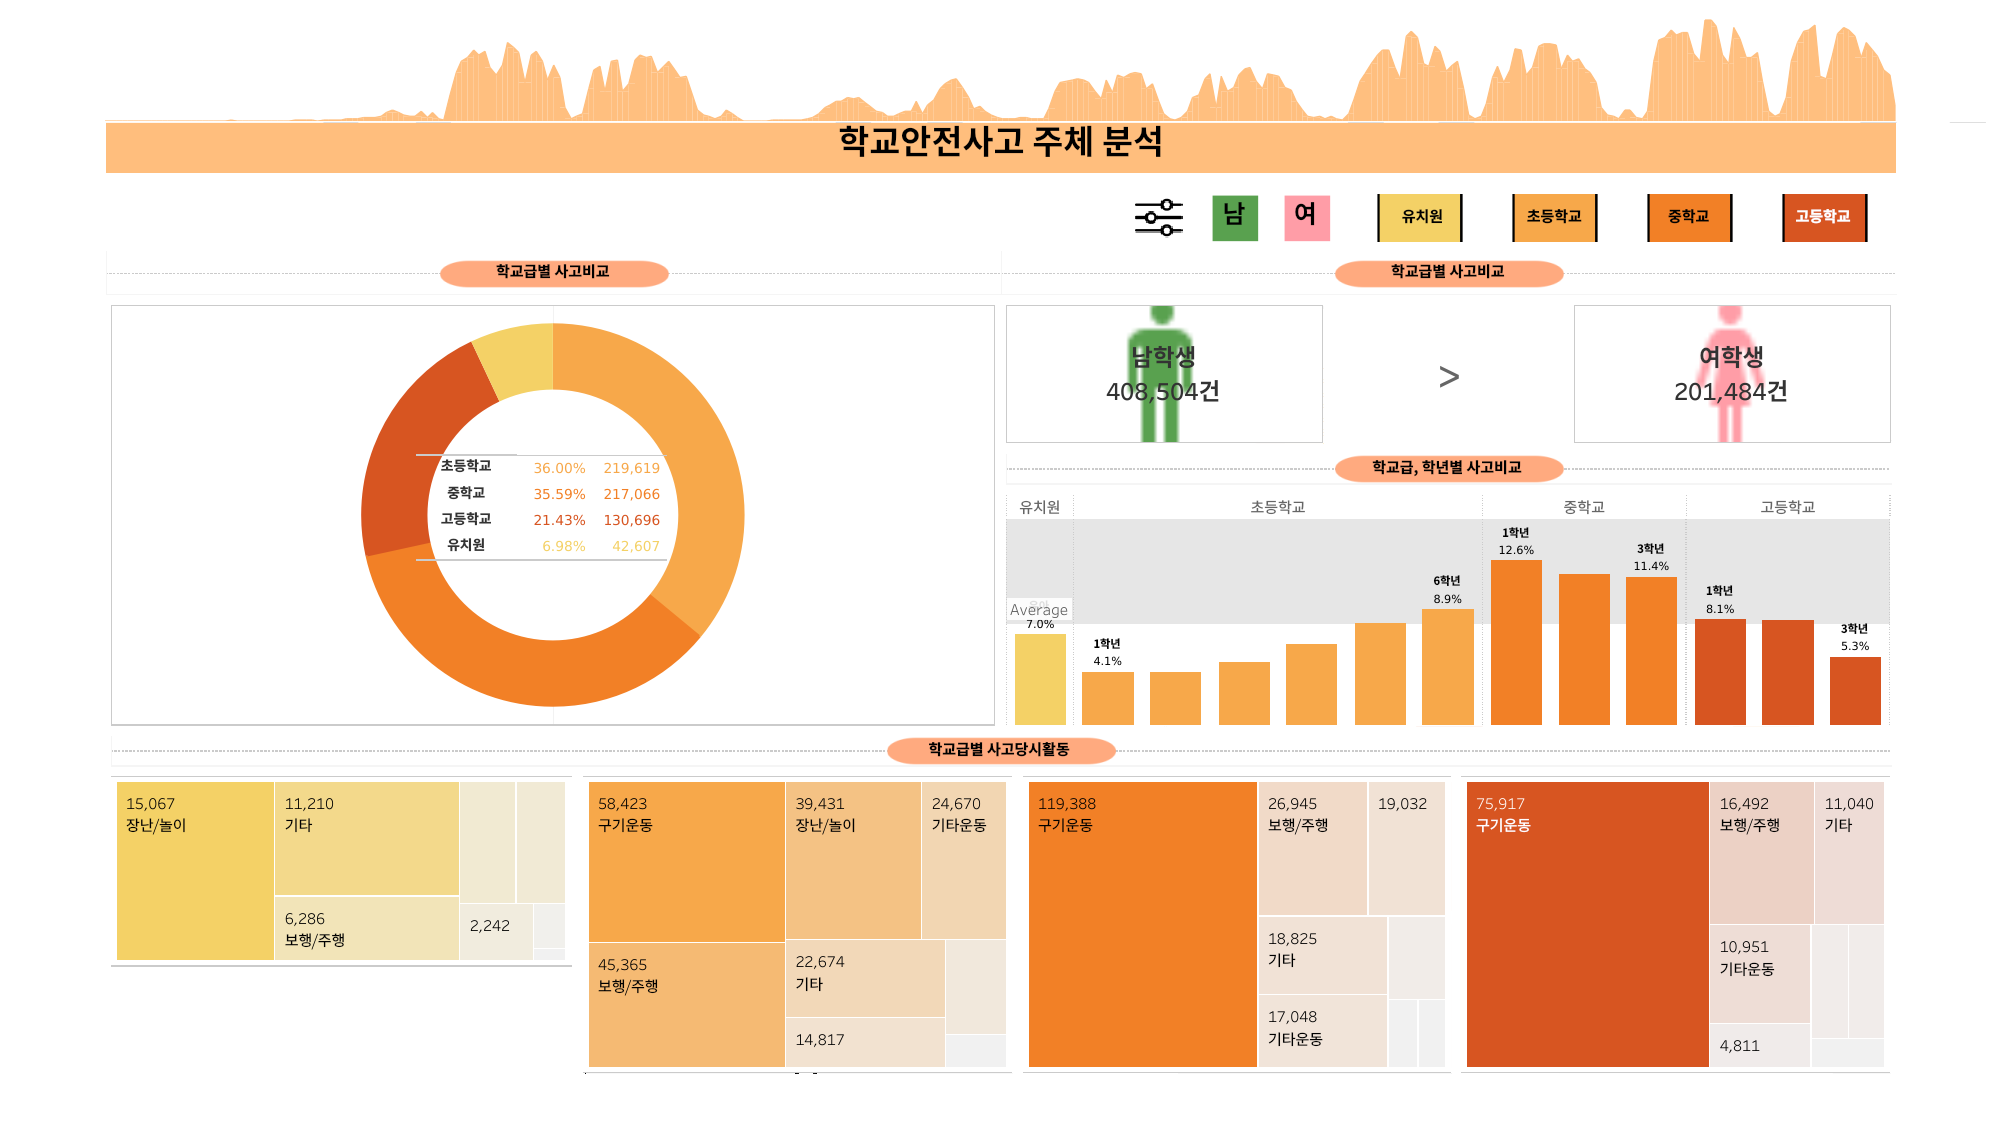 학교안전사고 주체 분석
남
여
유치원
초등학교
중학교
고등학교
학교급별 사고비교
학교급별 사고비교
초등학교 36.00% 219,619
중학교 35.59% 217,066
고등학교 21.43% 130,696
유치원 6.98% 42,607
남학생
408,504건
>
여학생
201,484건
학교급, 학년별 사고비교
유치원
초등학교
중학교
고등학교
Average
7.0%
1학년
4.1%
6학년
8.9%
1학년
12.6%
3학년
11.4%
1학년
8.1%
3학년
5.3%
학교급별 사고당시활동
15,067
장난/놀이
11,210
기타
6,286
보행/주행
2,242
58,423
구기운동
39,431
장난/놀이
24,670
기타운동
45,365
보행/주행
22,674
기타
14,817
119,388
구기운동
26,945
보행/주행
19,032
18,825
기타
17,048
기타운동
75,917
구기운동
16,492
보행/주행
11,040
기타
10,951
기타운동
4,811